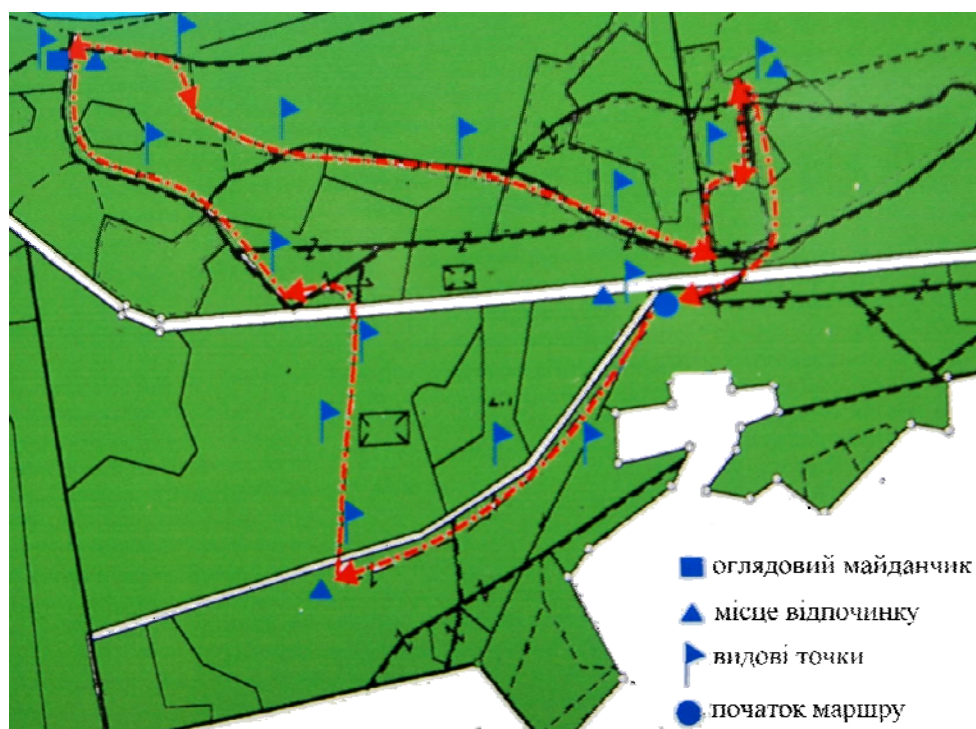 оглядовий майданчик
місце відпочинку
видові точки
початок маршру